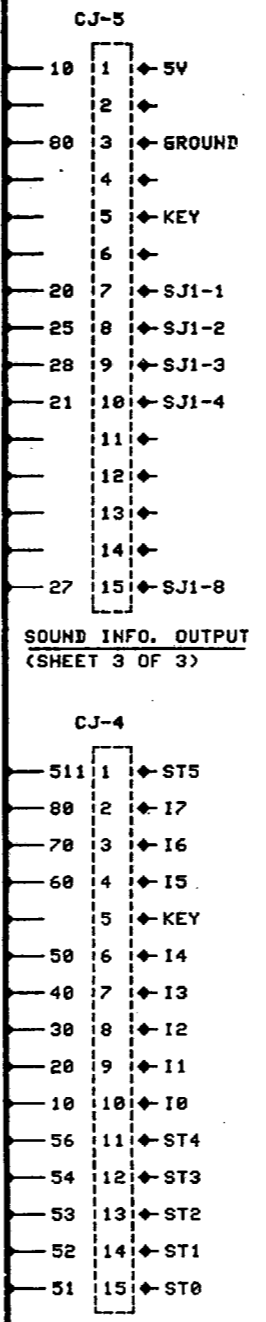 CJ-5
10 1 5V
2
80 3 GROUND
4
5 KEY
6
20 7 SJ1-1
25 8 SJ1-2
28 9 SJ1-3
21 10 SJ1-4
11
12
13
14
27 15 SJ1-8
SOUND INFO. OUTPUT
(SHEET 3 OF 3)
CJ-4
511 1 ST5
80 2 I7
70 3 I6
60 4 I5
5 KEY
50 6 I4
40 7 I3
30 8 I2
20 9 I1
10 10 I0
56 11 ST4
54 12 ST3
53 13 ST2
52 14 ST1
51 15 ST0